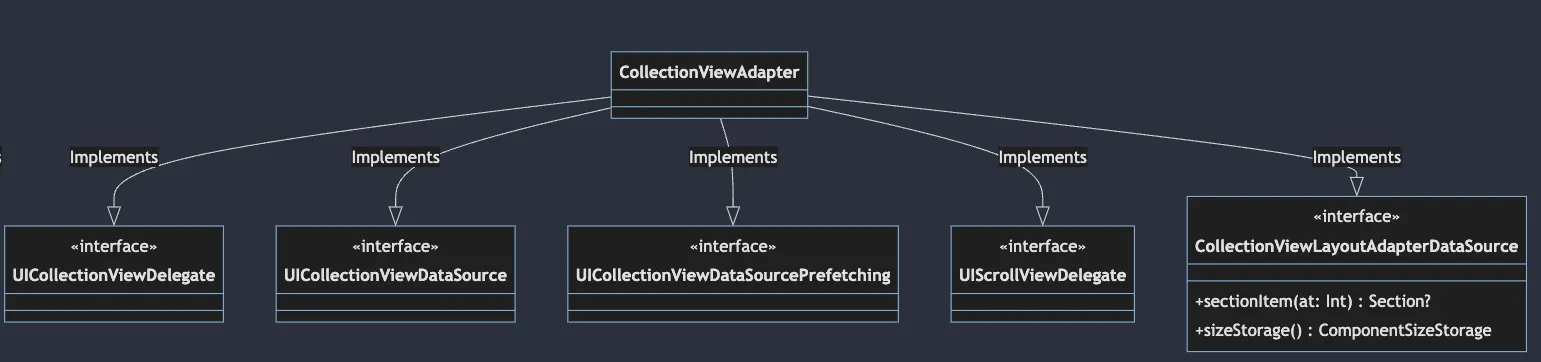 CollectionViewAdapter
s
Implements
Implements
Implements
Implements
Implements
«interface»
UICollectionViewDelegate
«interface»
UICollectionViewDataSource
«interface»
UICollectionViewDataSourcePrefetching
«interface»
UIScrollViewDelegate
«interface»
CollectionViewLayoutAdapterDataSource
+sectionItem(at: Int) : Section?
+sizeStorage() : ComponentSizeStorage